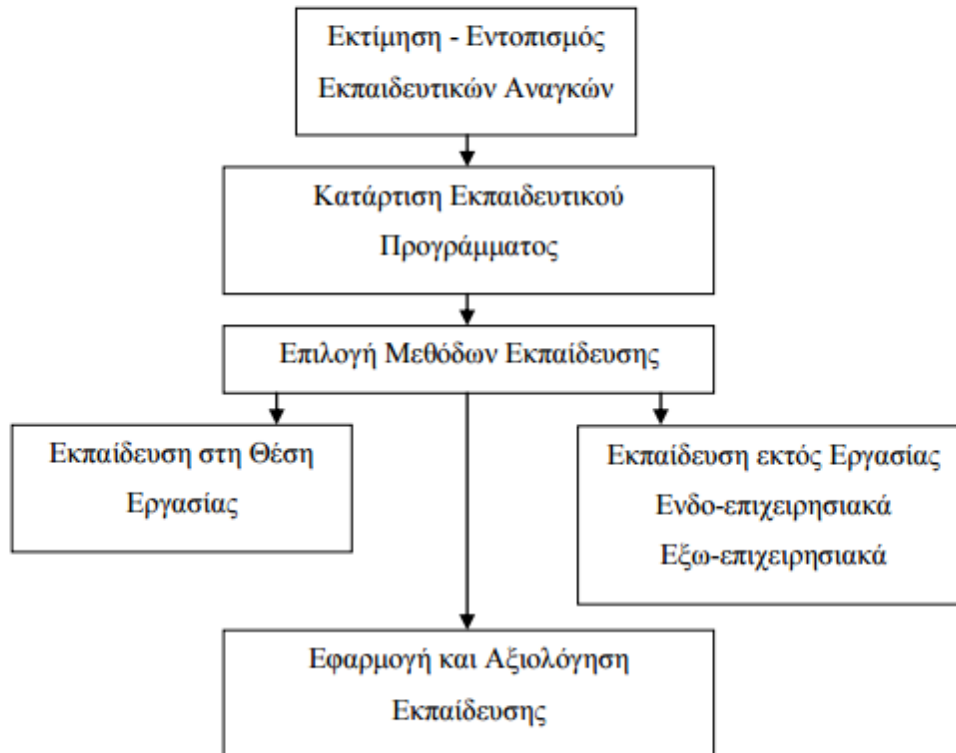 Εκτίμηση - Εντοπισμός
Εκπαιδευτικών Αναγκών
Κατάρτιση Εκπαιδευτικού
Προγράμματος
Επιλογή Μεθόδων Εκπαίδευσης
Εκπαίδευση στη Θέση
Εργασίας
Εκπαίδευση εκτός Εργασίας
Ενδο-επιχειρησιακά
Εξω-επιχειρησιακά
Εφαρμογή και Αξιολόγηση
Εκπαίδευσης